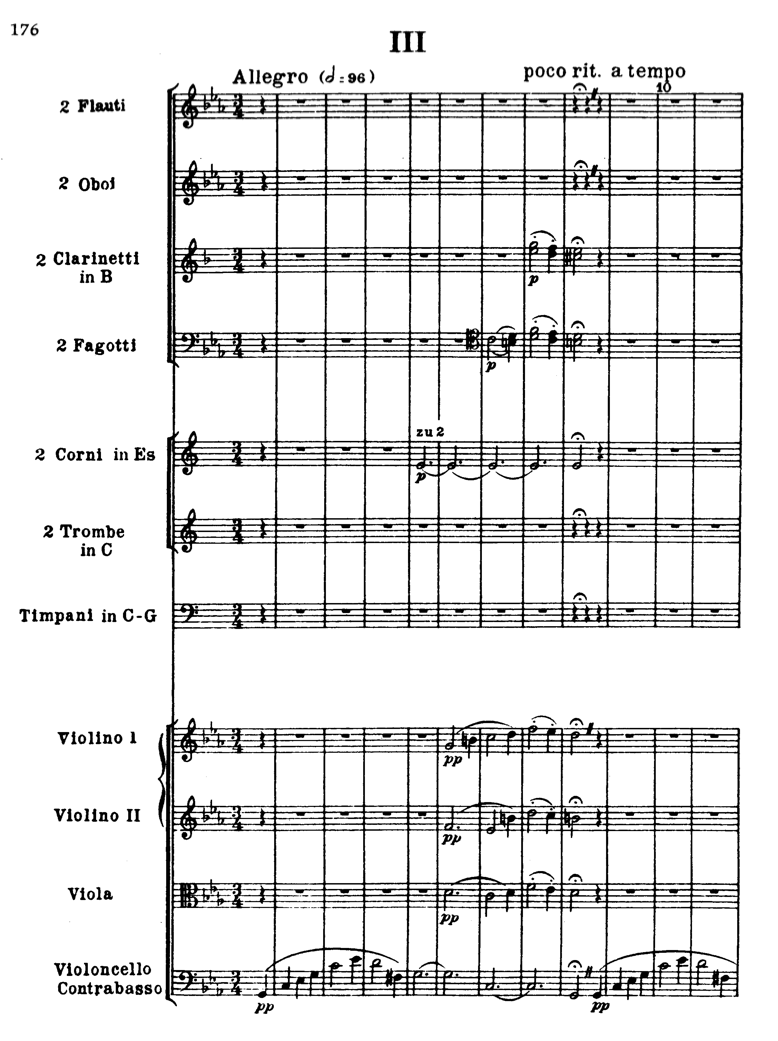 176
III
Allegro (𝅗𝅥. = 96)
poco rit. a tempo
10
2 Flauti
2 Oboi
2 Clarinetti
in B
p
2 Fagotti
p
zu 2
2 Corni in Es
p
2 Trombe
in C
Timpani in C-G
Violino 1
pp
Violino II
pp
Viola
pp
Violoncello
Contrabasso
pp
pp